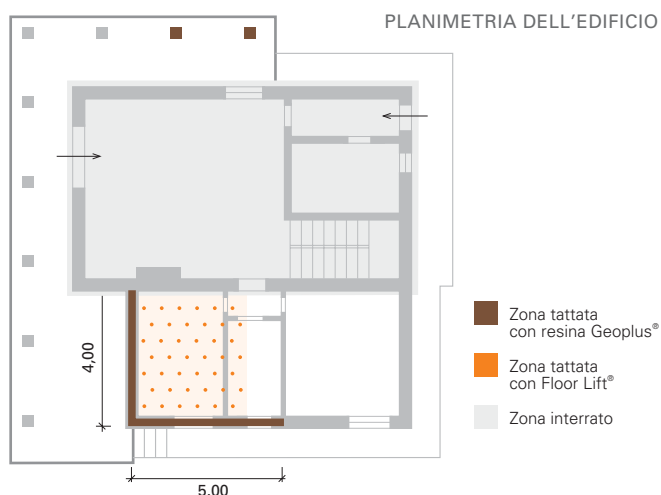 PLANIMETRIA DELL'EDIFICIO
Zona tattata
con resina Geoplus®
Zona tattata
con Floor Lift®
Zona interrato
4,00
5,00